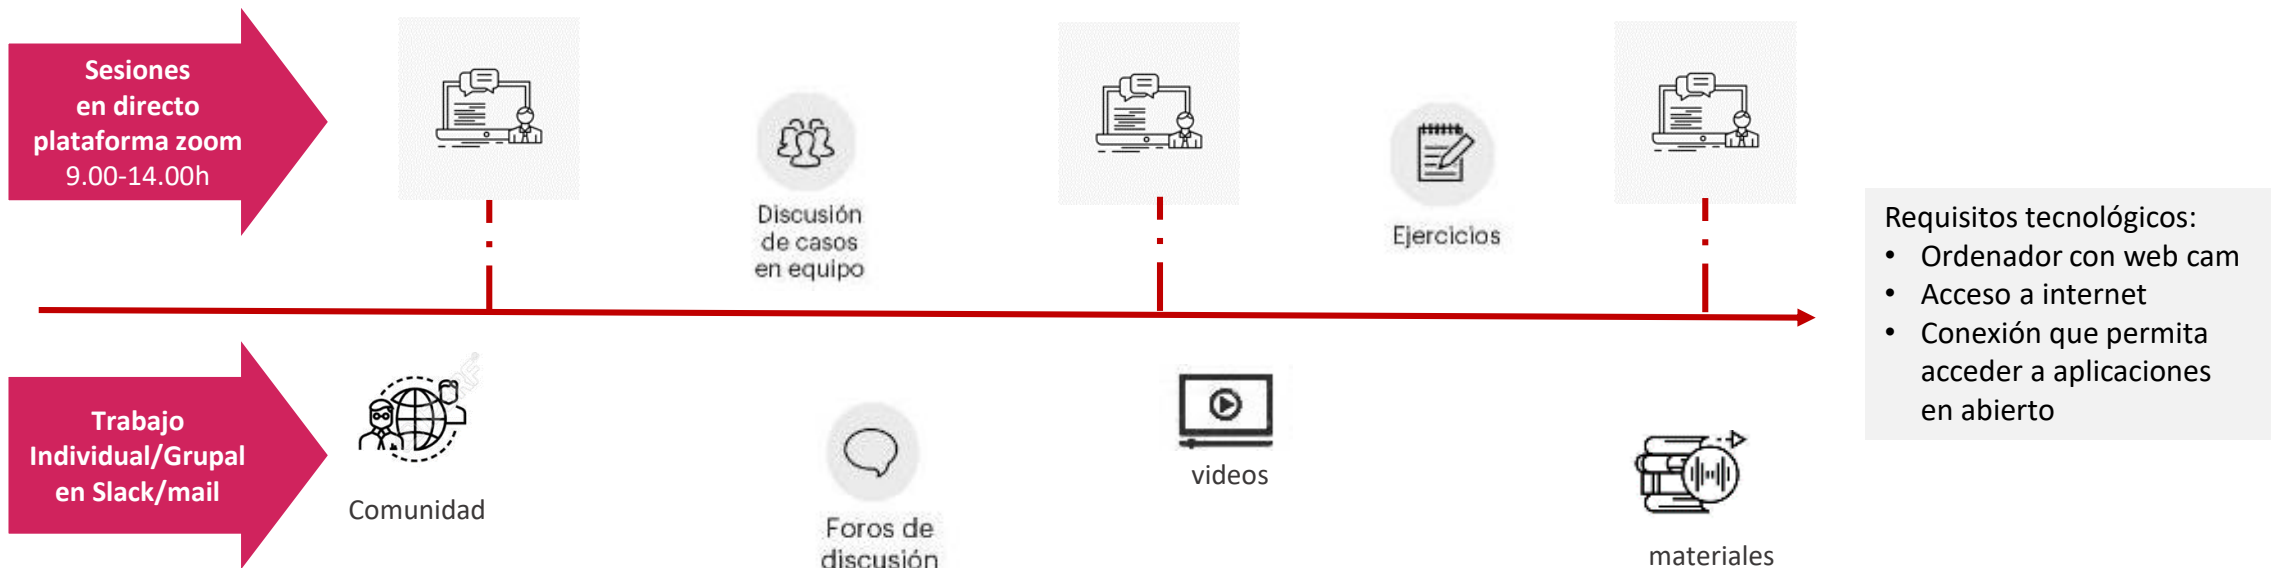 Sesiones
en directo
plataforma zoom
9.00-14.00h
Discusión
de casos
en equipo
Ejercicios
Requisitos tecnológicos:
• Ordenador con web cam
• Acceso a internet
• Conexión que permita
acceder a aplicaciones
en abierto
Trabajo
Individual/Grupal
en Slack/mail
Comunidad
Foros de
discusión
videos
materiales